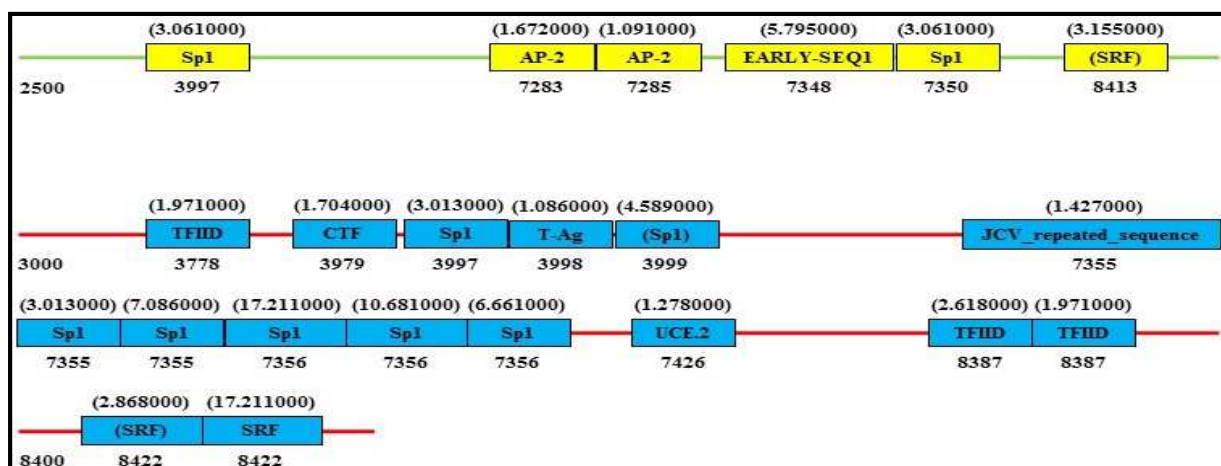 (3.061000) (1.672000) (1.091000) (5.795000) (3.061000) (3.155000)
Sp1 AP-2 AP-2 EARLY-SEQ1 Sp1 (SRF)
2500 3997 7283 7285 7348 7350 8413
(1.971000) (1.704000) (3.013000) (1.086000) (4.589000) (1.427000)
TFIID CTF Sp1 T-Ag (Sp1) JCV_repeated_sequence
3000 3778 3979 3997 3998 3999 7355
(3.013000) (7.086000) (17.211000) (10.681000) (6.661000) (1.278000) (2.618000) (1.971000)
Sp1 Sp1 Sp1 Sp1 Sp1 UCE.2 TFIID TFIID
7355 7355 7356 7356 7356 7426 8387 8387
(2.868000) (17.211000)
(SRF) SRF
8400 8422 8422